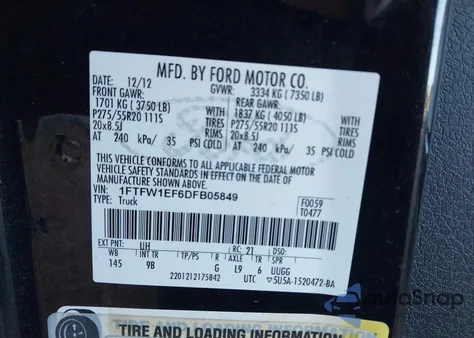 MFD. BY FORD MOTOR CO.
DATE: 12/12 GVWR: 3334 KG (7350 LB)
FRONT GAWR: REAR GAWR:
1701 KG (3750 LB) 1837 KG (4050 LB)
P275/55R20 111S TIRES P275/55R20 111S TIRES
20x8.5J RIMS 20x8.5J RIMS
AT 240 kPa/ 35 PSI COLD AT 240 kPa/ 35 PSI COLD
THIS VEHICLE CONFORMS TO ALL APPLICABLE FEDERAL MOTOR
VEHICLE SAFETY STANDARDS IN EFFECT ON THE DATE OF
MANUFACTURE SHOWN ABOVE.
VIN: 1FTFW1EF6DFB05849 F0059
TYPE: Truck T0477
EXT PNT: UH RC: 21
WB INT TR TP/PS R AXLE TR SPR
145 9B G L9 6 UUGG
2201212175842 UTC 5U5A-1520472-BA
AutoSnap
TIRE AND LOADING INFORMATION